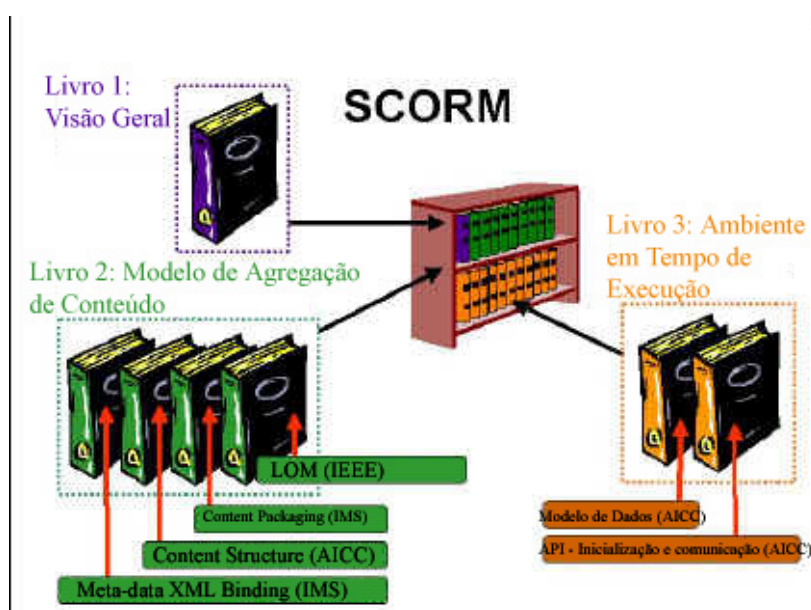 Livro 1:
Visão Geral
SCORM
Livro 2: Modelo de Agregação
de Conteúdo
Livro 3: Ambiente
em Tempo de
Execução
LOM (IEEE)
Content Packaging (IMS)
Content Structure (AICC)
Meta-data XML Binding (IMS)
Modelo de Dados (AICC)
API - Inicialização e comunicação (AICC)